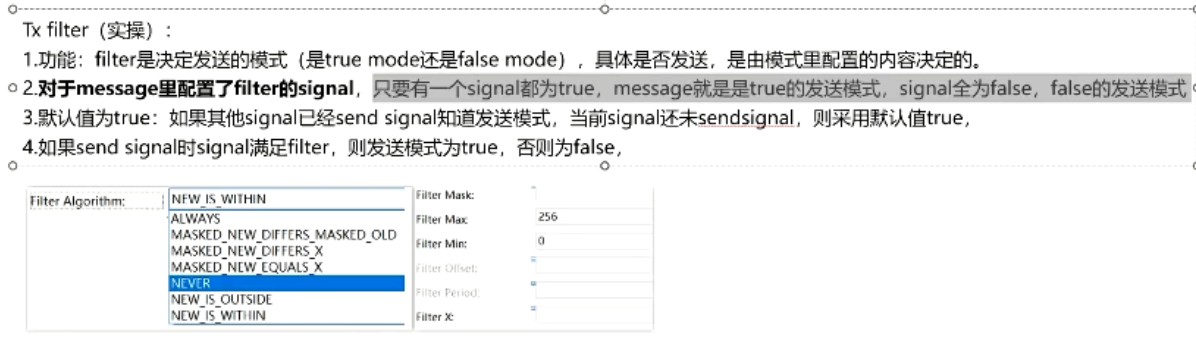 Tx filter（实操）:
1.功能：filter是决定发送的模式（是true mode还是false mode），具体是否发送，是由模式里配置的内容决定的。
2.对于message里配置了filter的signal，只要有一个signal都为true，message就是是true的发送模式，signal全为false，false的发送模式
3.默认值为true：如果其他signal已经send signal知道发送模式，当前signal还未sendsignal，则采用默认值true，
4.如果send signal时signal满足filter，则发送模式为true，否则为false，
Filter Algorithm: NEW_IS_WITHIN
ALWAYS
MASKED_NEW_DIFFERS_MASKED_OLD
MASKED_NEW_DIFFERS_X
MASKED_NEW_EQUALS_X
NEVER
NEW_IS_OUTSIDE
NEW_IS_WITHIN
Filter Mask:
Filter Max: 256
Filter Min: 0
Filter Offset:
Filter Period:
Filter X: